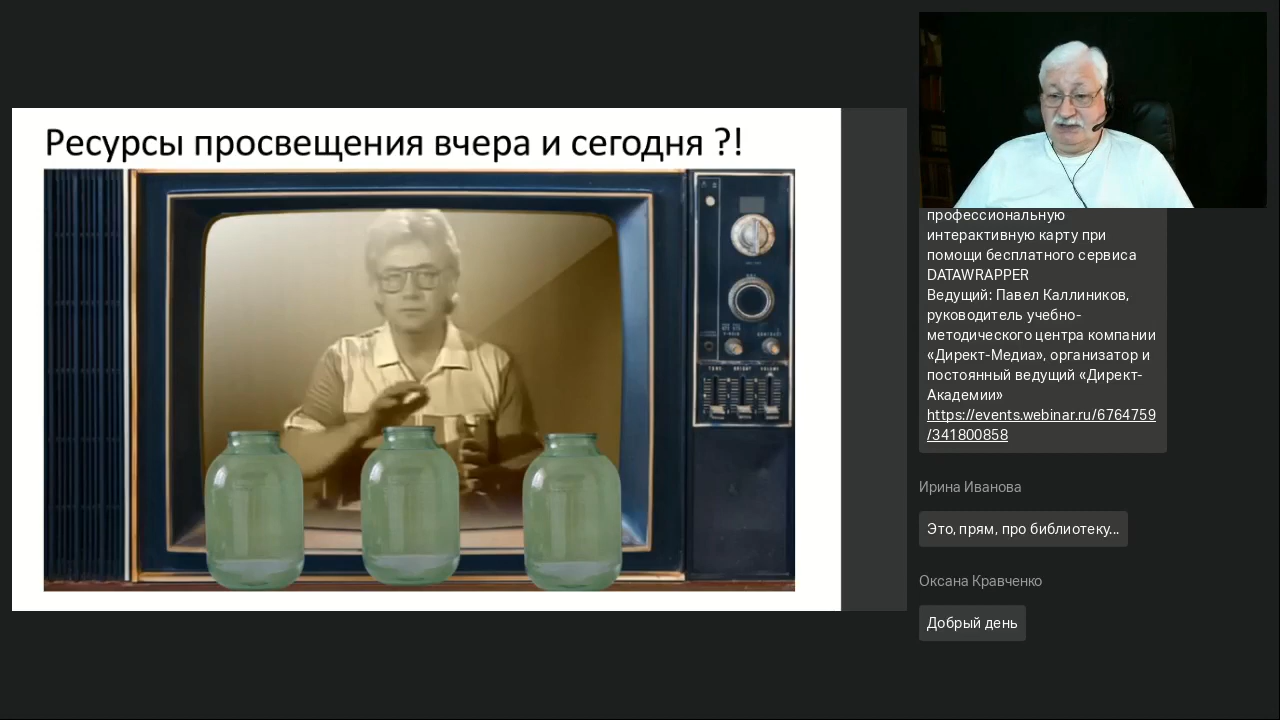 Ресурсы просвещения вчера и сегодня ?!
профессиональную
интерактивную карту при
помощи бесплатного сервиса
DATAWRAPPER
Ведущий: Павел Каллиников,
руководитель учебно-
методического центра компании
«Директ-Медиа», организатор и
постоянный ведущий «Директ-
Академии»
https://events.webinar.ru/6764759
/341800858
Ирина Иванова
Это, прям, про библиотеку...
Оксана Кравченко
Добрый день